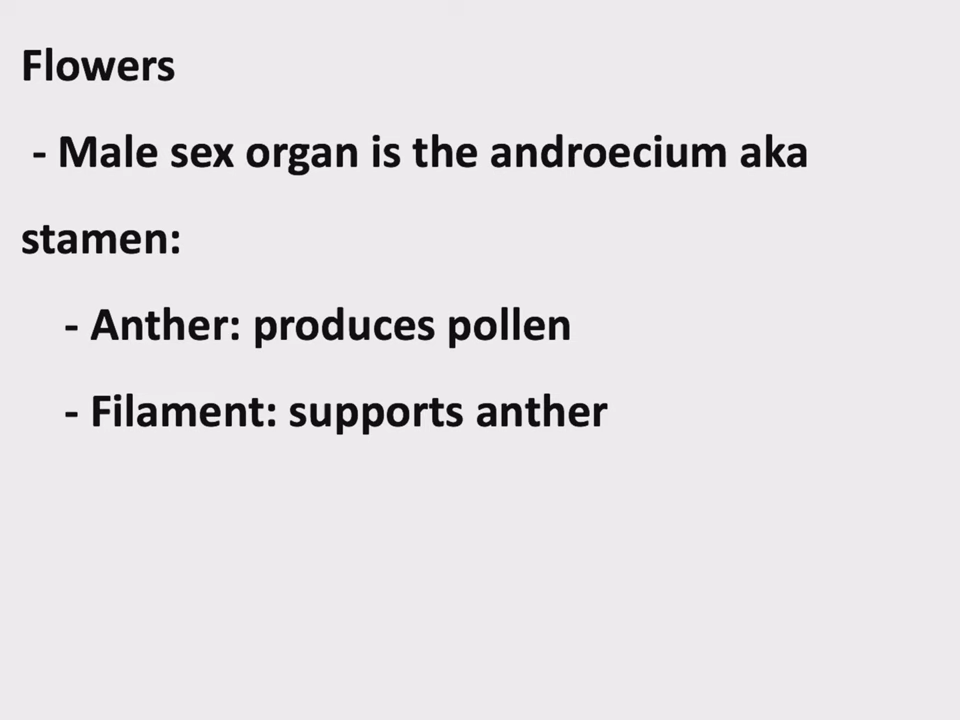 Flowers
- Male sex organ is the androecium aka
stamen:
- Anther: produces pollen
- Filament: supports anther